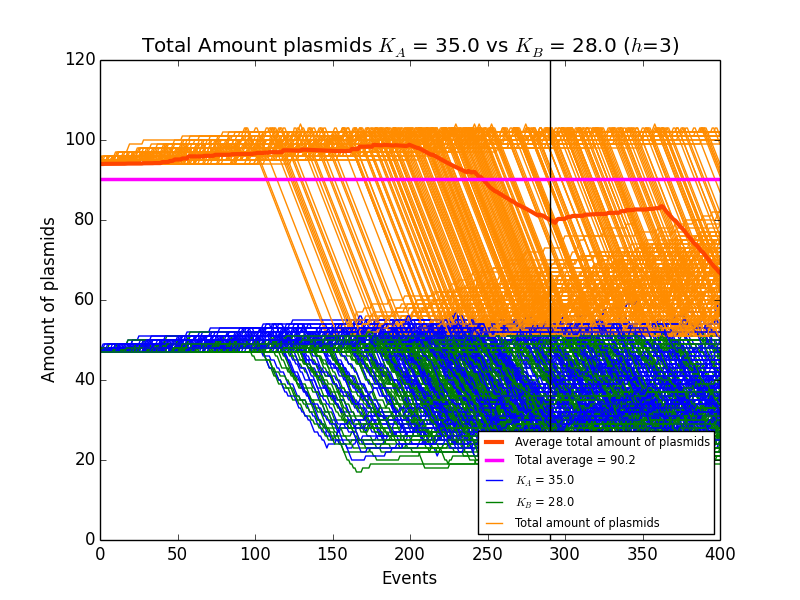 Total Amount plasmids K_A = 35.0 vs K_B = 28.0 (h=3)
120
100
80
60
40
20
0
Amount of plasmids
0 50 100 150 200 250 300 350 400
Events
Average total amount of plasmids
Total average = 90.2
K_A = 35.0
K_B = 28.0
Total amount of plasmids